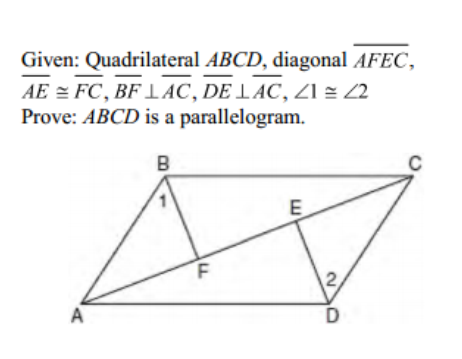 Given: Quadrilateral ABCD, diagonal AFEC,
AE ≅ FC, BF ⊥ AC, DE ⊥ AC, ∠1 ≅ ∠2
Prove: ABCD is a parallelogram.
B
C
1
E
F
2
A
D